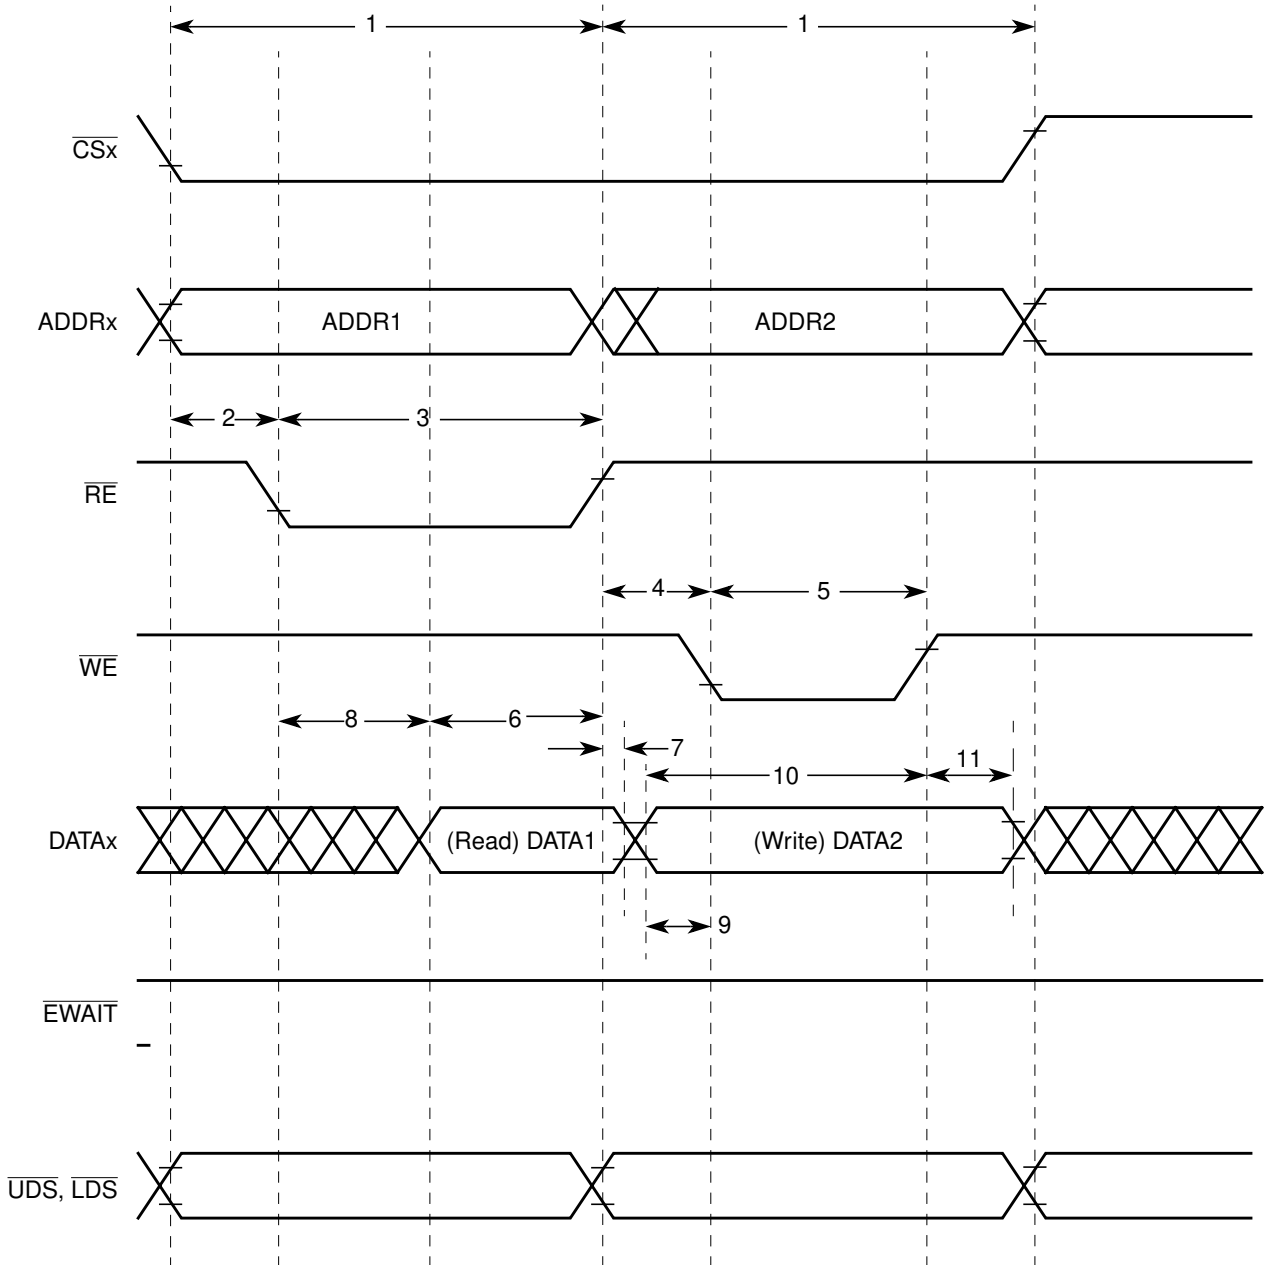 1 1
CSx
ADDRx ADDR1 ADDR2
2 3
RE
4 5
WE
8 6
7
10 11
DATAx (Read) DATA1 (Write) DATA2
9
EWAIT
UDS, LDS